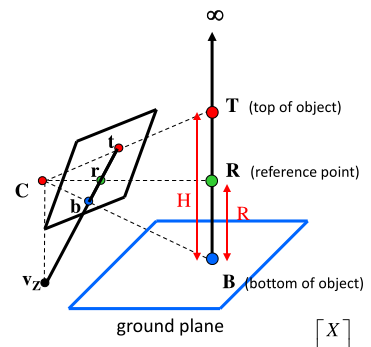 ∞
T (top of object)
t
r
R (reference point)
C
b
H
R
v_Z
B (bottom of object)
ground plane
⌈X⌉